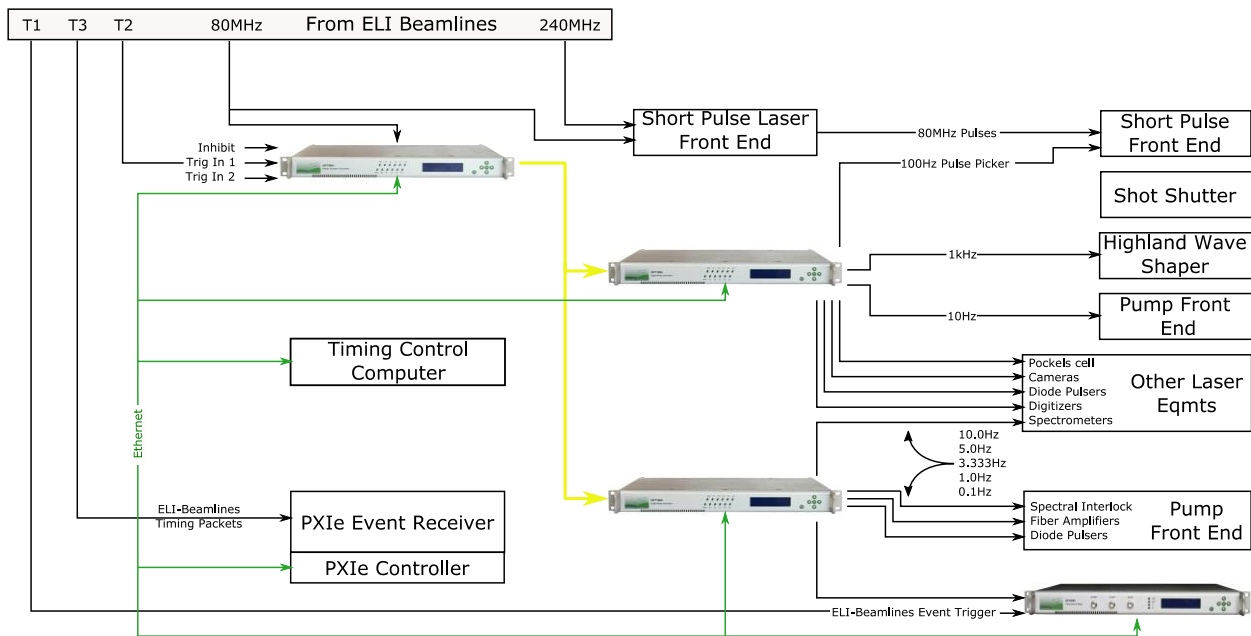 T1 T3 T2 80MHz From ELI Beamlines 240MHz
Short Pulse Laser
Front End
80MHz Pulses
Short Pulse
Front End
Inhibit
Trig In 1
Trig In 2
100Hz Pulse Picker
Shot Shutter
1kHz
Highland Wave
Shaper
10Hz
Pump Front
End
Timing Control
Computer
Ethernet
Pockels cell
Cameras
Diode Pulsers
Digitizers
Spectrometers
Other Laser
Eqmts
10.0Hz
5.0Hz
3.333Hz
1.0Hz
0.1Hz
ELI-Beamlines
Timing Packets
PXIe Event Receiver
PXIe Controller
Spectral Interlock
Fiber Amplifiers
Diode Pulsers
Pump
Front End
ELI-Beamlines Event Trigger